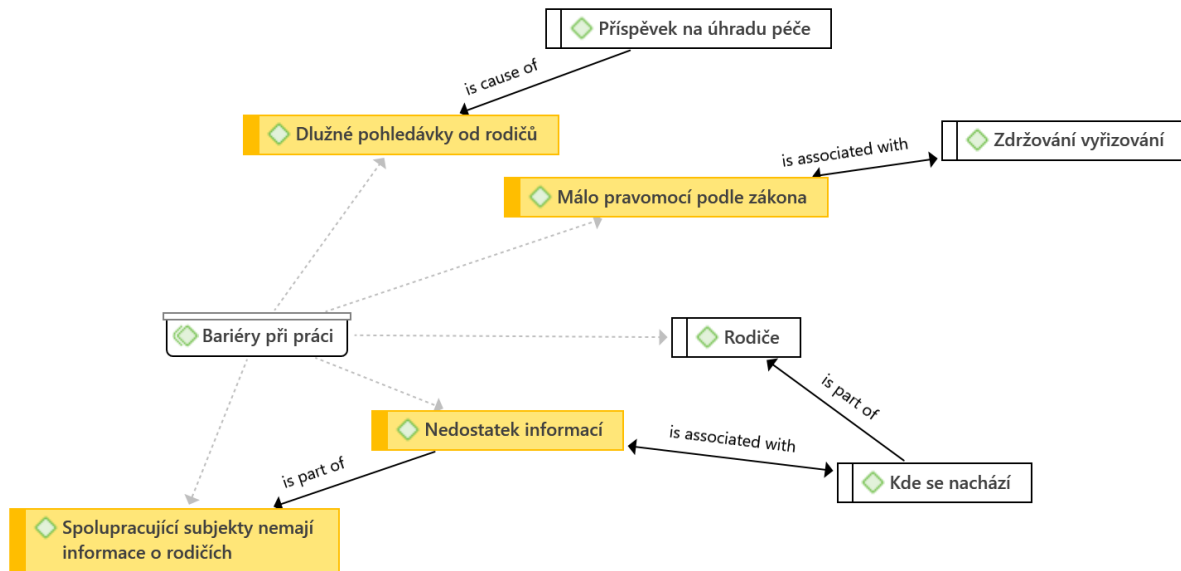 Příspěvek na úhradu péče
is cause of
Dlužné pohledávky od rodičů
is associated with
Zdržování vyřizování
Málo pravomocí podle zákona
Bariéry při práci
Rodiče
is part of
Nedostatek informací
is associated with
is part of
Kde se nachází
Spolupracující subjekty nemají
informace o rodičích